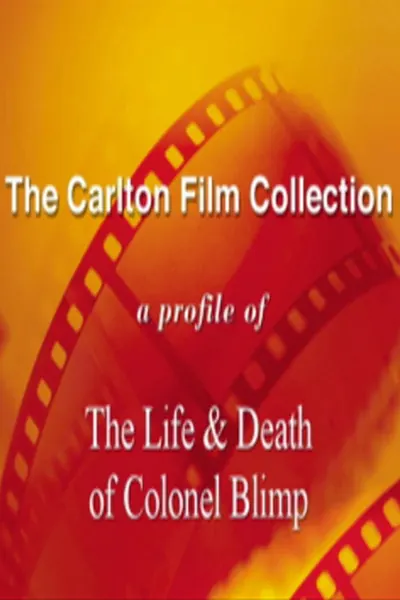 The Carlton Film Collection
a profile of
The Life & Death
of Colonel Blimp